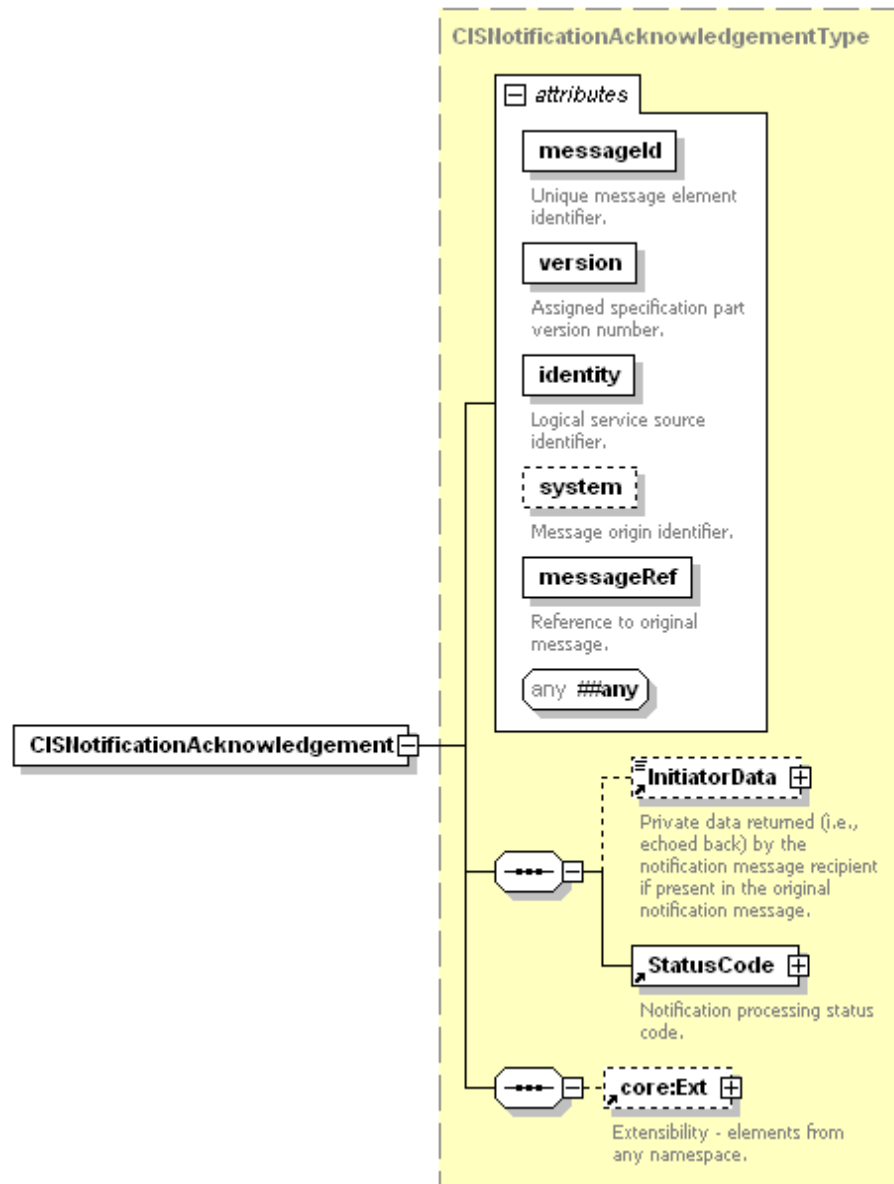 CISNotificationAcknowledgementType
attributes
messageId
Unique message element
identifier.
version
Assigned specification part
version number.
identity
Logical service source
identifier.
system
Message origin identifier.
messageRef
Reference to original
message.
any ##any
CISNotificationAcknowledgement
InitiatorData
Private data returned (i.e.,
echoed back) by the
notification message recipient
if present in the original
notification message.
StatusCode
Notification processing status
code.
core:Ext
Extensibility - elements from
any namespace.